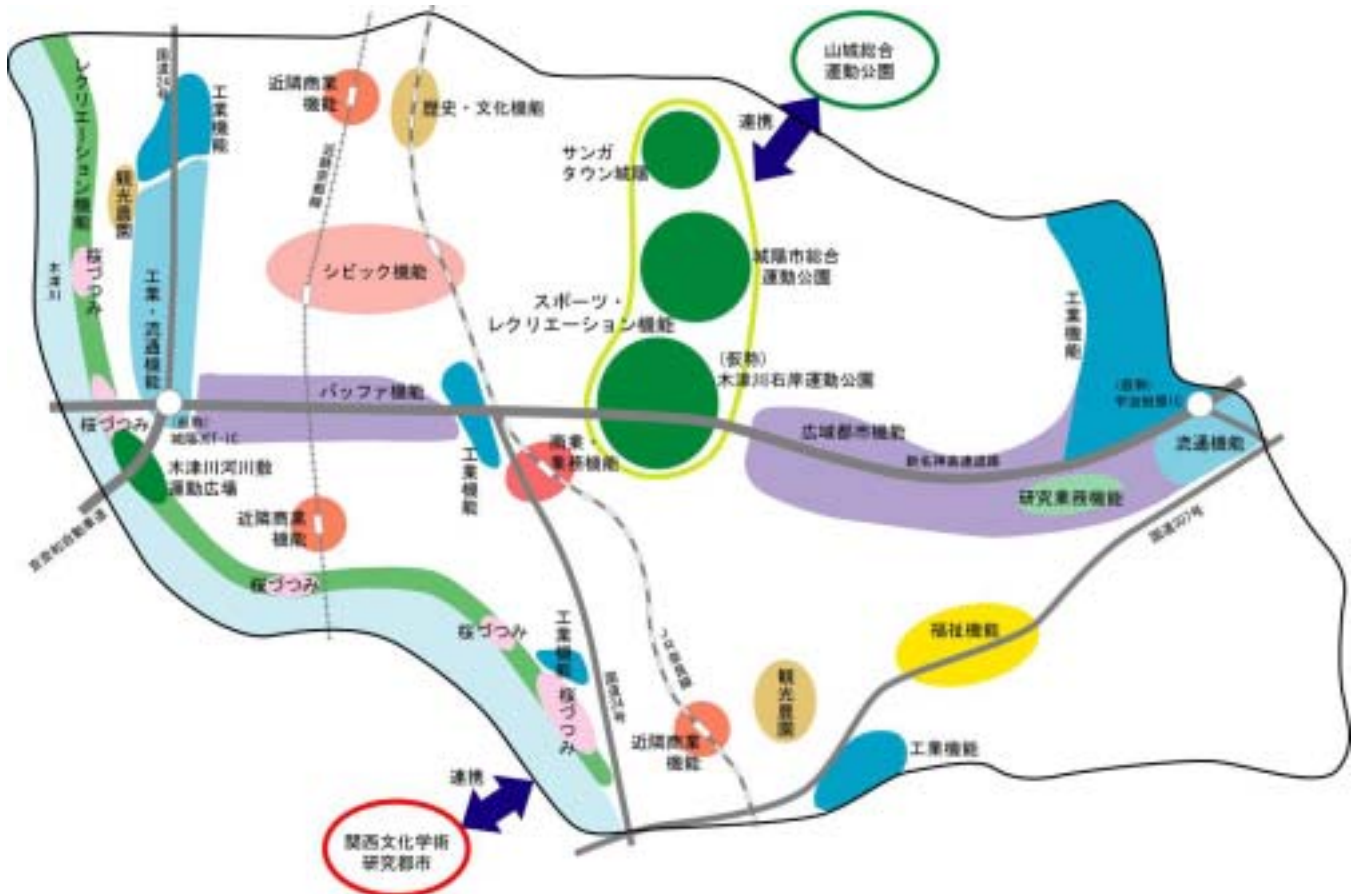 山城総合
運動公園
連携
国道24号
レクリエーション機能
工業機能
近隣商業
機能
歴史・文化機能
サンガ
タウン城陽
近鉄京都線
観光農園
桜づつみ
木津川
シビック機能
城陽市総合
運動公園
工業・流通機能
スポーツ・
レクリエーション機能
工業機能
(仮称)
木津川右岸運動公園
バッファ機能
(仮称)
宇治田原IC
桜づつみ
(仮称)
城陽JCT・IC
広域都市機能
商業・
業務機能
流通機能
新名神高速道路
木津川河川敷
運動広場
工業機能
研究業務機能
近隣商業
機能
国道307号
京奈和自動車道
桜づつみ
桜づつみ
工業機能
福祉機能
JR奈良線
観光農園
桜づつみ
国道24号
近隣商業
機能
工業機能
連携
関西文化学術
研究都市